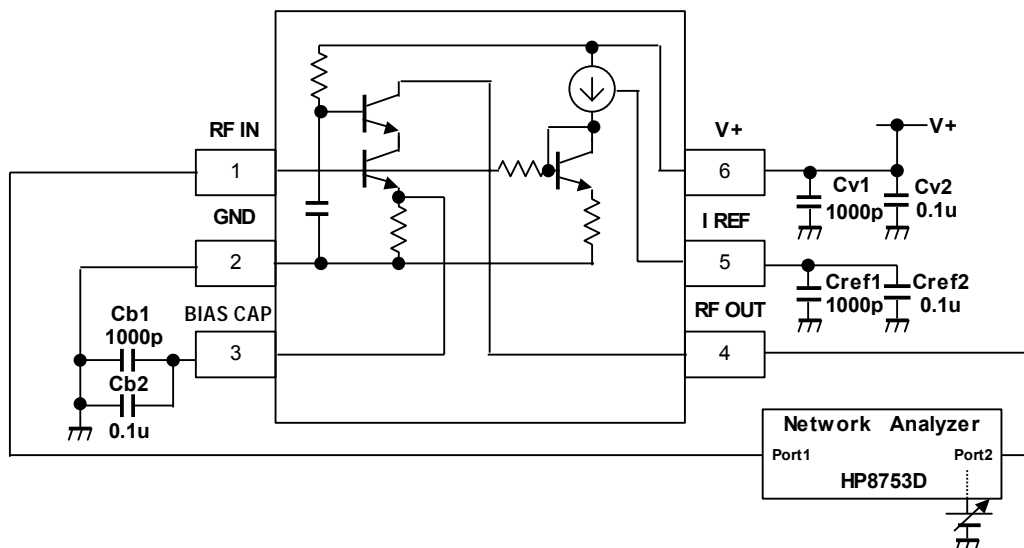 RF IN
1
GND
2
BIAS CAP
3
Cb1
1000p
Cb2
0.1u
V+
6
I REF
5
RF OUT
4
V+
Cv1
1000p
Cv2
0.1u
Cref1
1000p
Cref2
0.1u
Network Analyzer
Port1
Port2
HP8753D